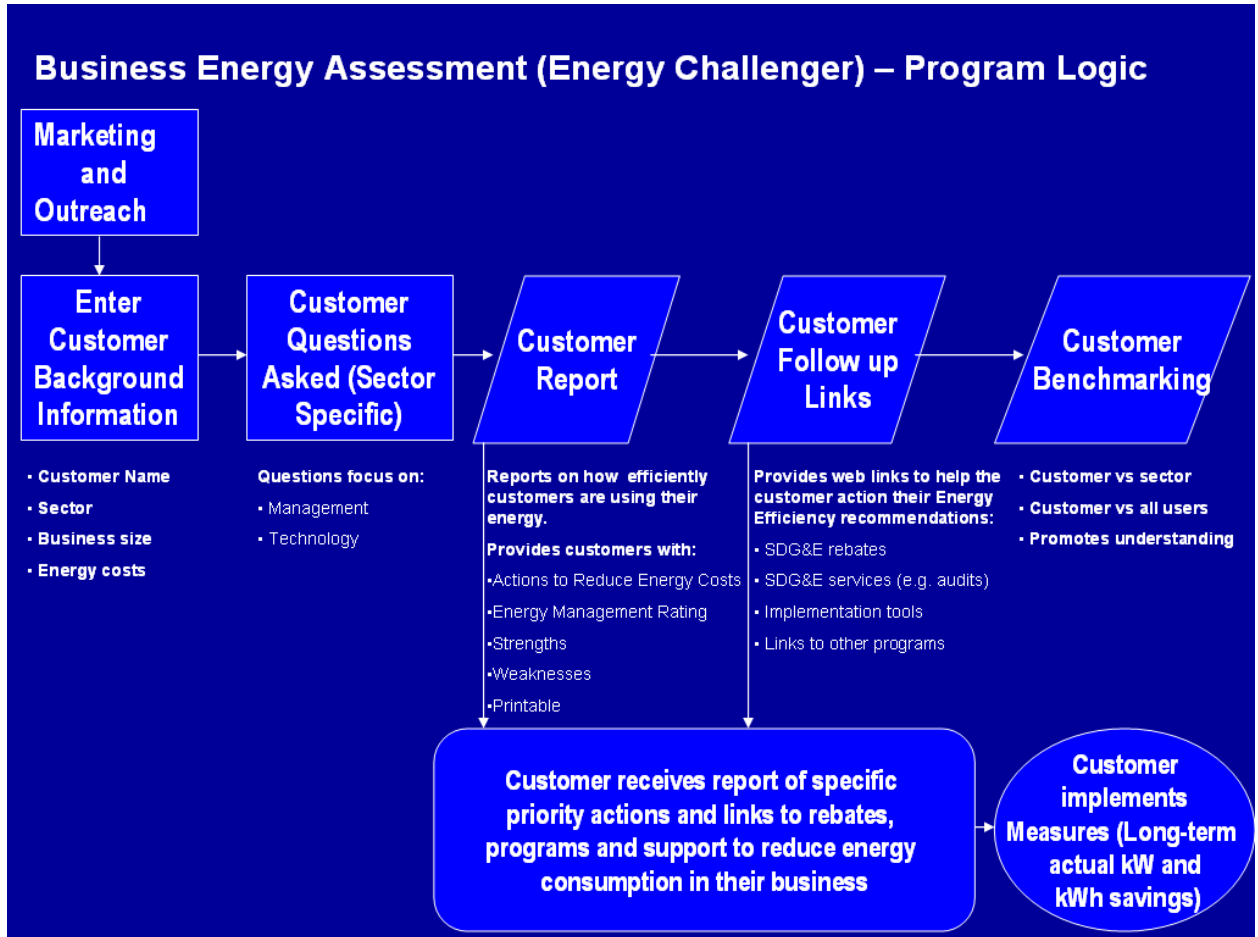 Business Energy Assessment (Energy Challenger) – Program Logic
Marketing
and
Outreach
Enter
Customer
Background
Information
Customer
Questions
Asked (Sector
Specific)
Customer
Report
Customer
Follow up
Links
Customer
Benchmarking
▪ Customer Name
▪ Sector
▪ Business size
▪ Energy costs
Questions focus on:
▪ Management
▪ Technology
Reports on how efficiently
customers are using their
energy.
Provides customers with:
▪Actions to Reduce Energy Costs
▪Energy Management Rating
▪Strengths
▪Weaknesses
▪Printable
Provides web links to help the
customer action their Energy
Efficiency recommendations:
▪ SDG&E rebates
▪ SDG&E services (e.g. audits)
▪ Implementation tools
▪ Links to other programs
▪ Customer vs sector
▪ Customer vs all users
▪ Promotes understanding
Customer receives report of specific
priority actions and links to rebates,
programs and support to reduce energy
consumption in their business
Customer
implements
Measures (Long-term
actual kW and
kWh savings)